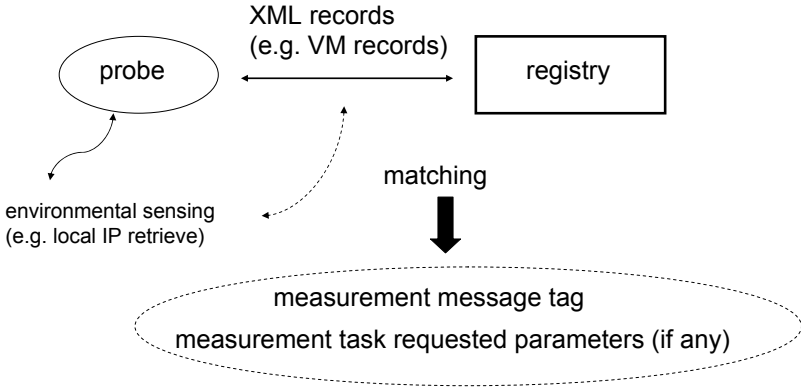 XML records
(e.g. VM records)
probe
registry
matching
environmental sensing
(e.g. local IP retrieve)
measurement message tag
measurement task requested parameters (if any)